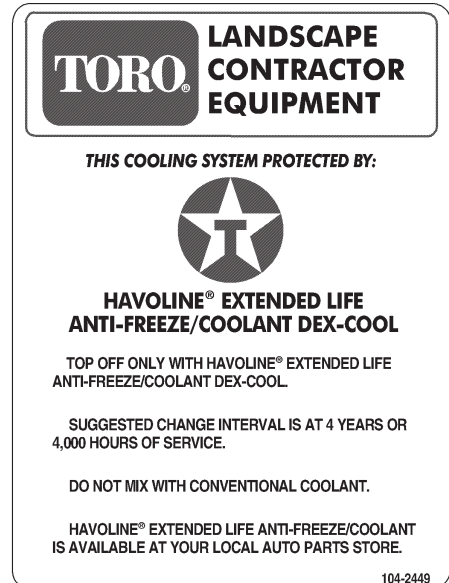 TORO®
LANDSCAPE
CONTRACTOR
EQUIPMENT
THIS COOLING SYSTEM PROTECTED BY:
T
HAVOLINE® EXTENDED LIFE
ANTI-FREEZE/COOLANT DEX-COOL
TOP OFF ONLY WITH HAVOLINE® EXTENDED LIFE
ANTI-FREEZE/COOLANT DEX-COOL.
SUGGESTED CHANGE INTERVAL IS AT 4 YEARS OR
4,000 HOURS OF SERVICE.
DO NOT MIX WITH CONVENTIONAL COOLANT.
HAVOLINE® EXTENDED LIFE ANTI-FREEZE/COOLANT
IS AVAILABLE AT YOUR LOCAL AUTO PARTS STORE.
104-2449